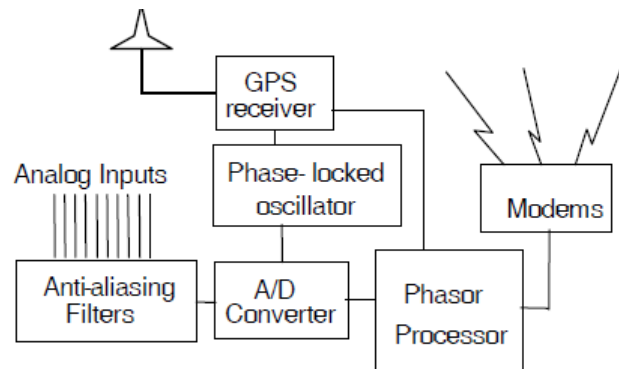 GPS
receiver
Analog Inputs
Phase- locked
oscillator
Modems
Anti-aliasing
Filters
A/D
Converter
Phasor
Processor